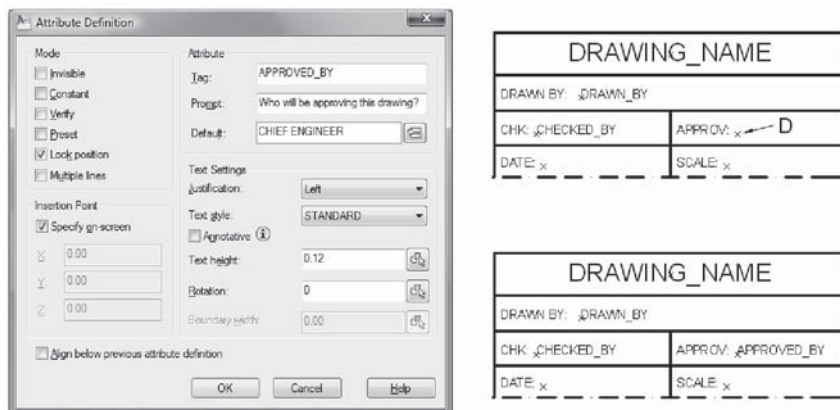 Attribute Definition
Mode
Invisible
Constant
Verify
Preset
Lock position
Multiple lines
Insertion Point
Specify on-screen
X: 0.00
Y: 0.00
Z: 0.00
Attribute
Tag: APPROVED_BY
Prompt: Who will be approving this drawing?
Default: CHIEF ENGINEER
Text Settings
Justification: Left
Text style: STANDARD
Annotative
Text height: 0.12
Rotation: 0
Boundary width: 0.00
Align below previous attribute definition
OK Cancel Help
DRAWING_NAME
DRAWN BY: DRAWN_BY
CHK: CHECKED_BY APPROV: D
DATE: SCALE:
DRAWING_NAME
DRAWN BY: DRAWN_BY
CHK: CHECKED_BY APPROV: APPROVED_BY
DATE: SCALE: